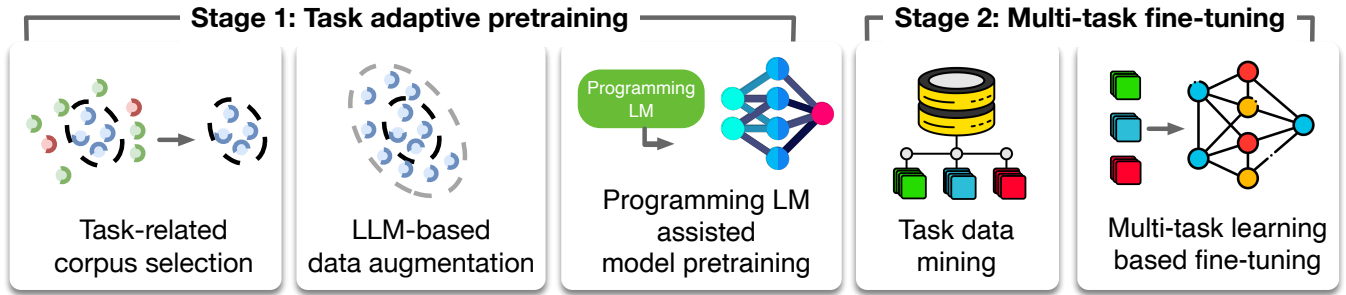 Stage 1: Task adaptive pretraining
Stage 2: Multi-task fine-tuning
Task-related
corpus selection
LLM-based
data augmentation
Programming
LM
Programming LM
assisted
model pretraining
Task data
mining
Multi-task learning
based fine-tuning